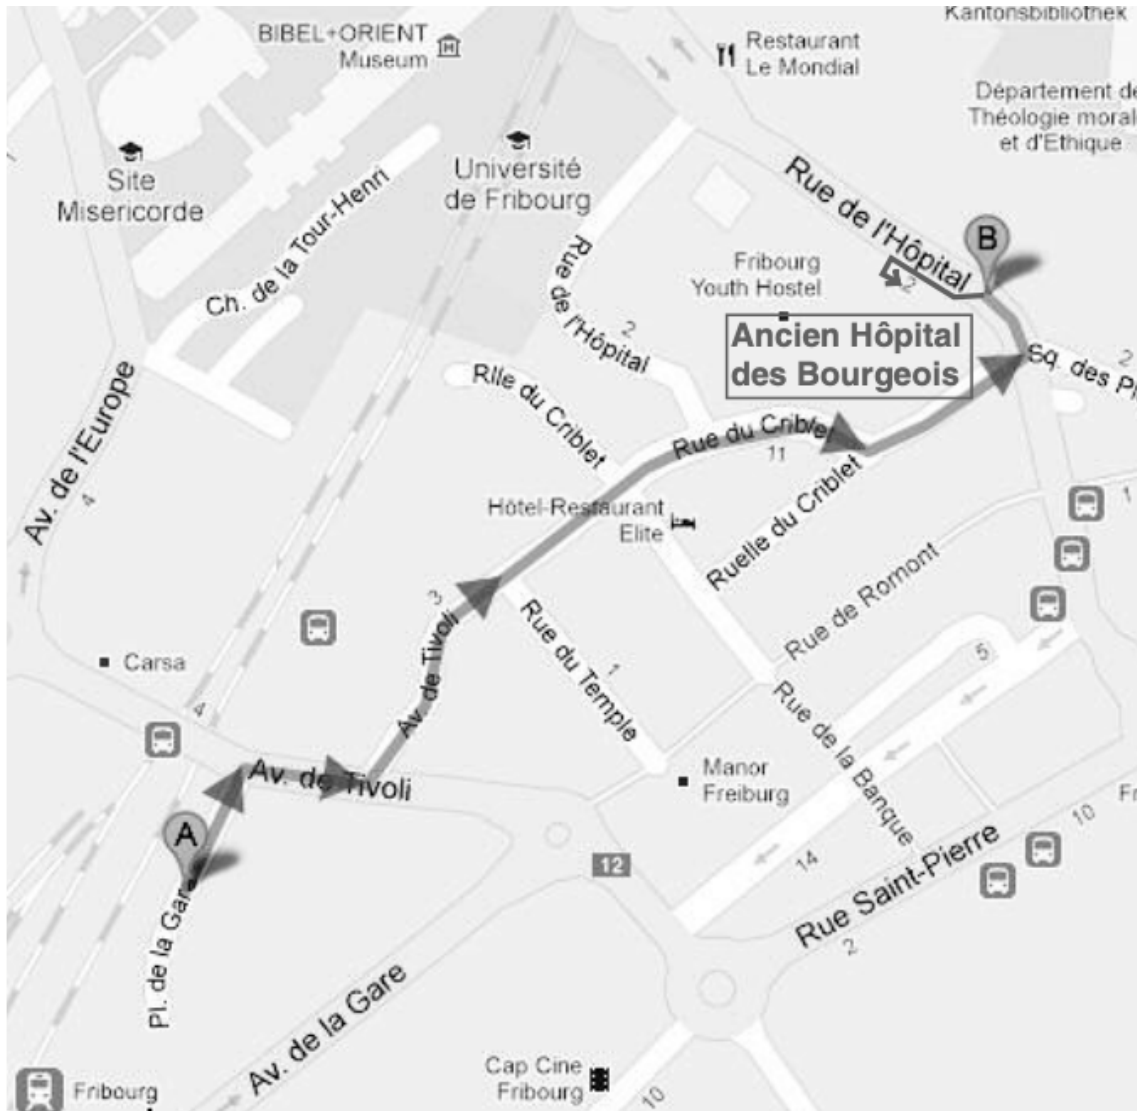 Kantonsbibliothek
BIBEL+ORIENT
Museum
Restaurant
Le Mondial
Département de
Théologie moral
et d'Ethique
Université
de Fribourg
Site
Misericorde
Ch. de la Tour-Henri
Rue de l'Hôpital
B
2
Rue de l'Hôpital
2
Fribourg
Youth Hostel
Ancien Hôpital
des Bourgeois
Sq. des Pl
2
Av. de l'Europe
4
Rlle du Criblet
Rue du Criblet
11
Ruelle du Criblet
Hôtel-Restaurant
Elite
1
Rue de Romont
3
Av. de Tivoli
Rue du Temple
1
Carsa
4
5
Rue de la Banque
Av. de Tivoli
Manor
Freiburg
Fr
10
A
12
14
Rue Saint-Pierre
2
Pl. de la Gare
Av. de la Gare
Cap Cine
Fribourg
10
Fribourg